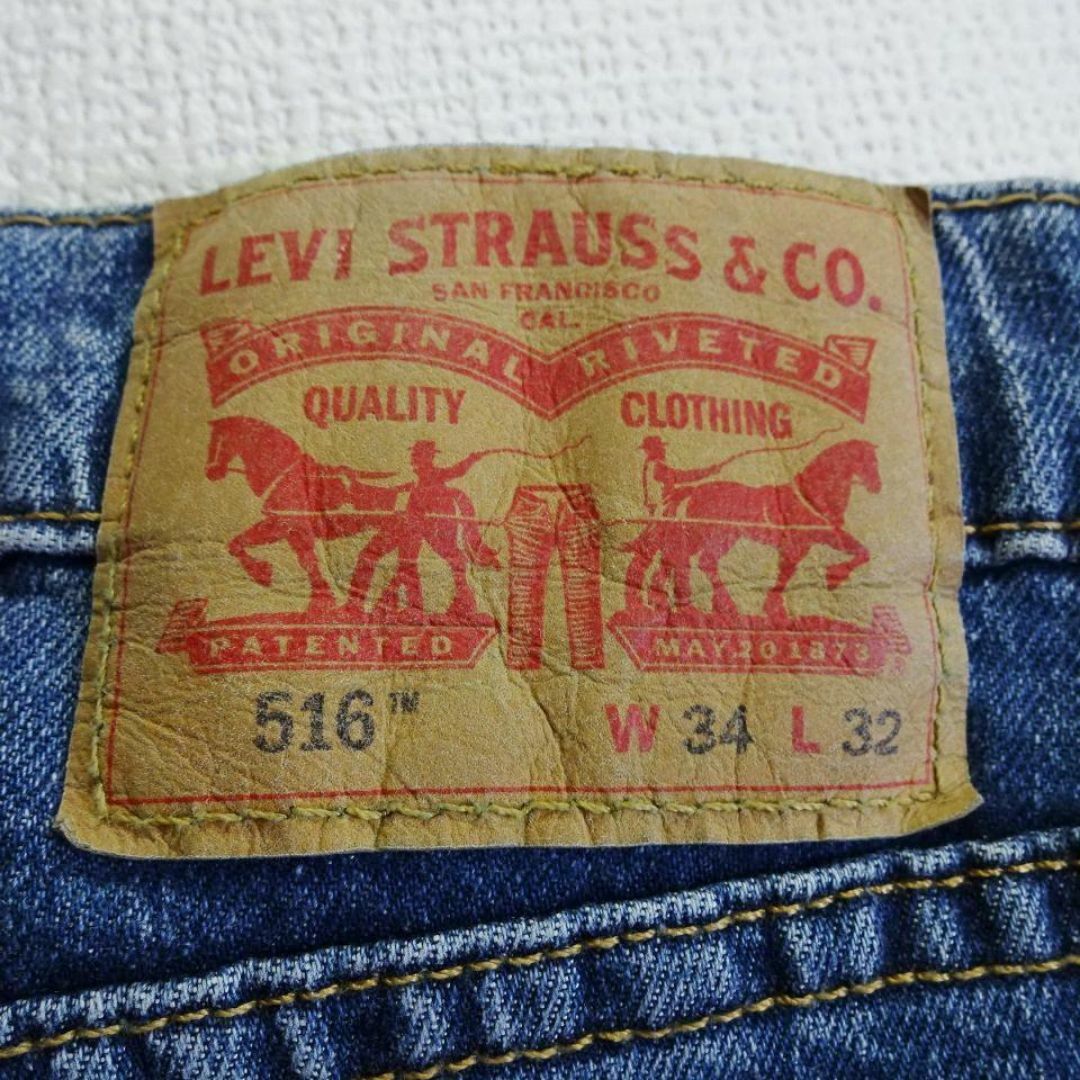 LEVI STRAUSS & CO.
SAN FRANCISCO
CAL.
ORIGINAL RIVETED
QUALITY CLOTHING
PATENTED MAY 20 1873
516™ W 34 L 32